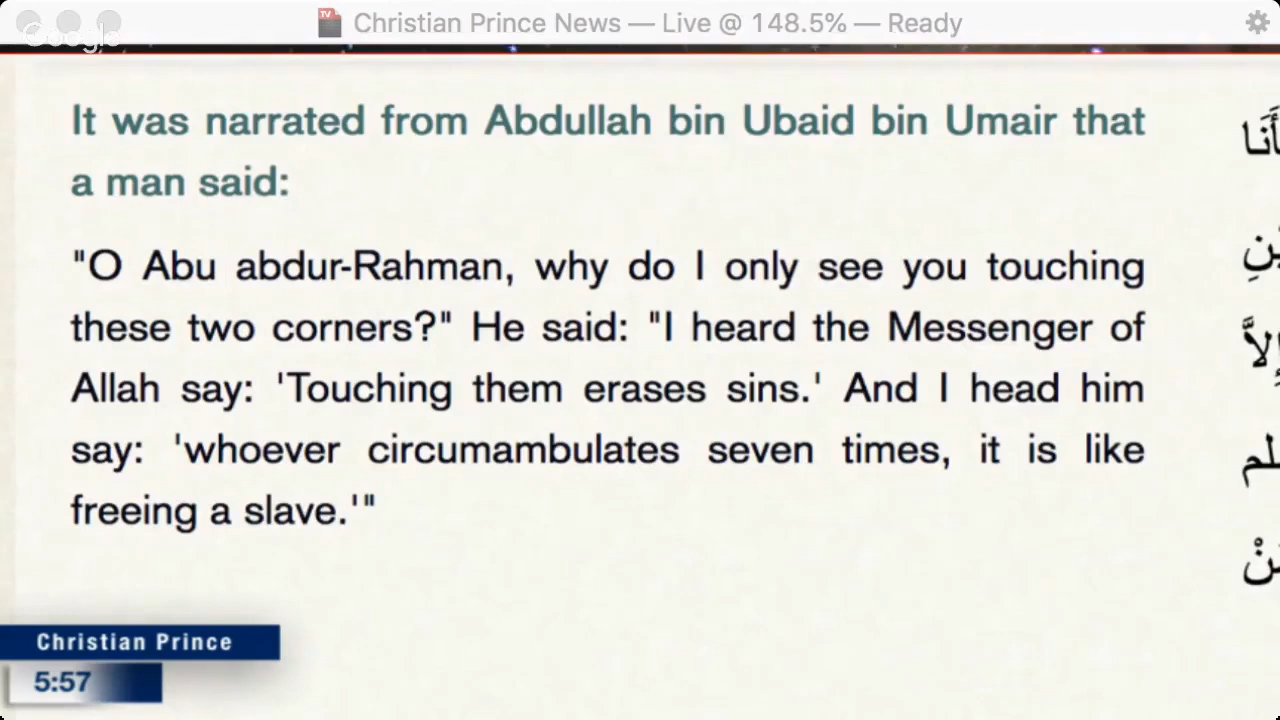 Christian Prince News — Live @ 148.5% — Ready
Google
It was narrated from Abdullah bin Ubaid bin Umair that
a man said:
"O Abu abdur-Rahman, why do I only see you touching
these two corners?" He said: "I heard the Messenger of
Allah say: 'Touching them erases sins.' And I head him
say: 'whoever circumambulates seven times, it is like
freeing a slave.'"
Christian Prince
5:57